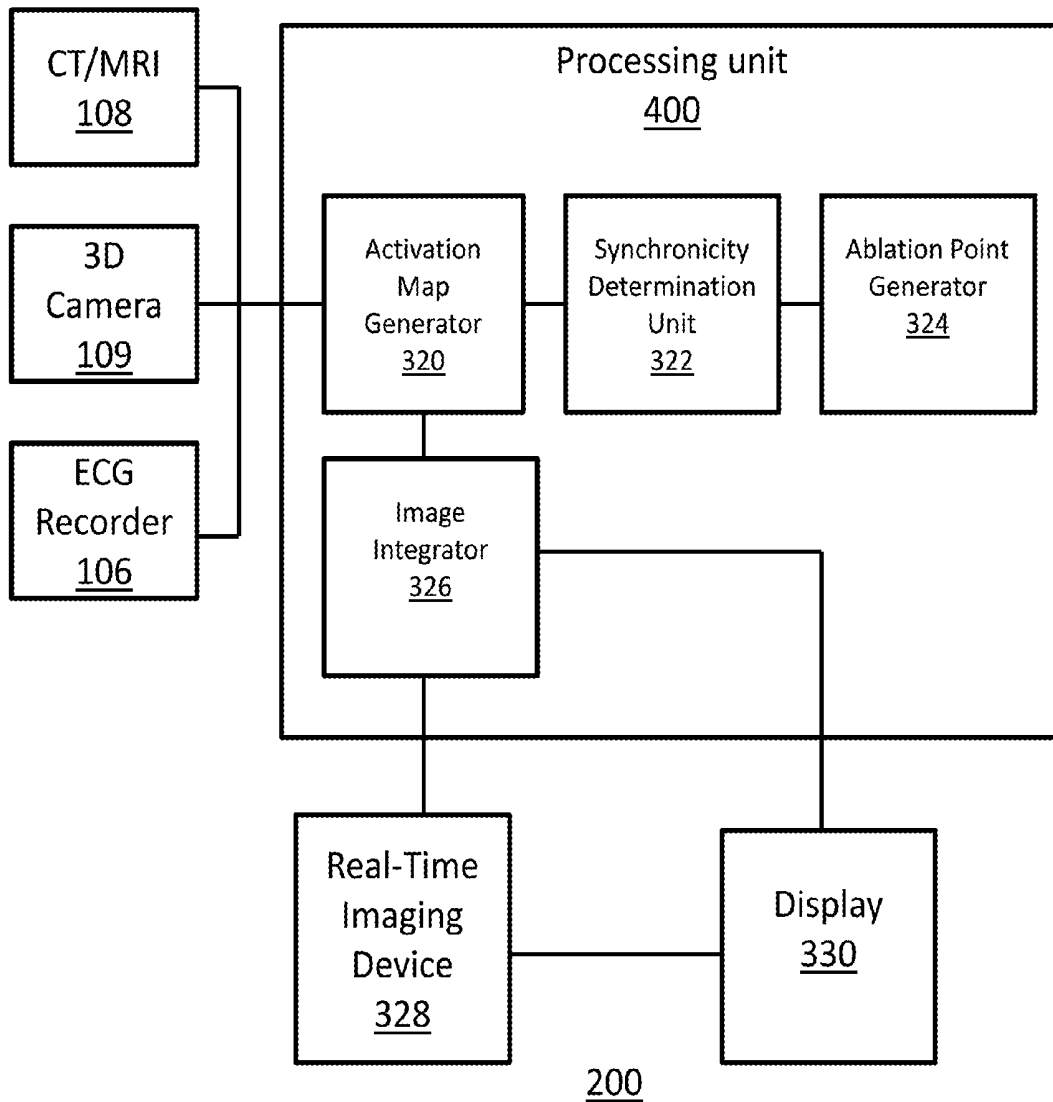 CT/MRI
108
Processing unit
400
3D
Camera
109
Activation
Map
Generator
320
Synchronicity
Determination
Unit
322
Ablation Point
Generator
324
ECG
Recorder
106
Image
Integrator
326
Real-Time
Imaging
Device
328
Display
330
200